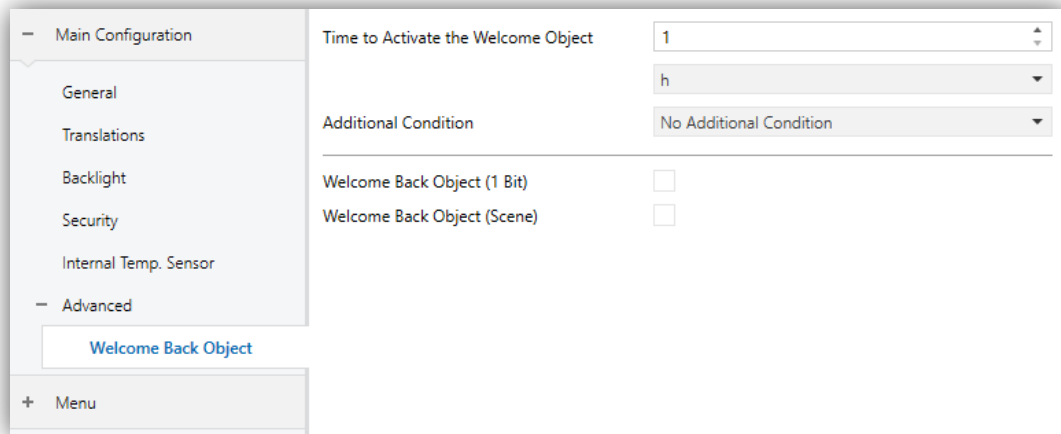 Main Configuration
General
Translations
Backlight
Security
Internal Temp. Sensor
Advanced
Welcome Back Object
Menu
Time to Activate the Welcome Object
1
h
Additional Condition
No Additional Condition
Welcome Back Object (1 Bit)
Welcome Back Object (Scene)